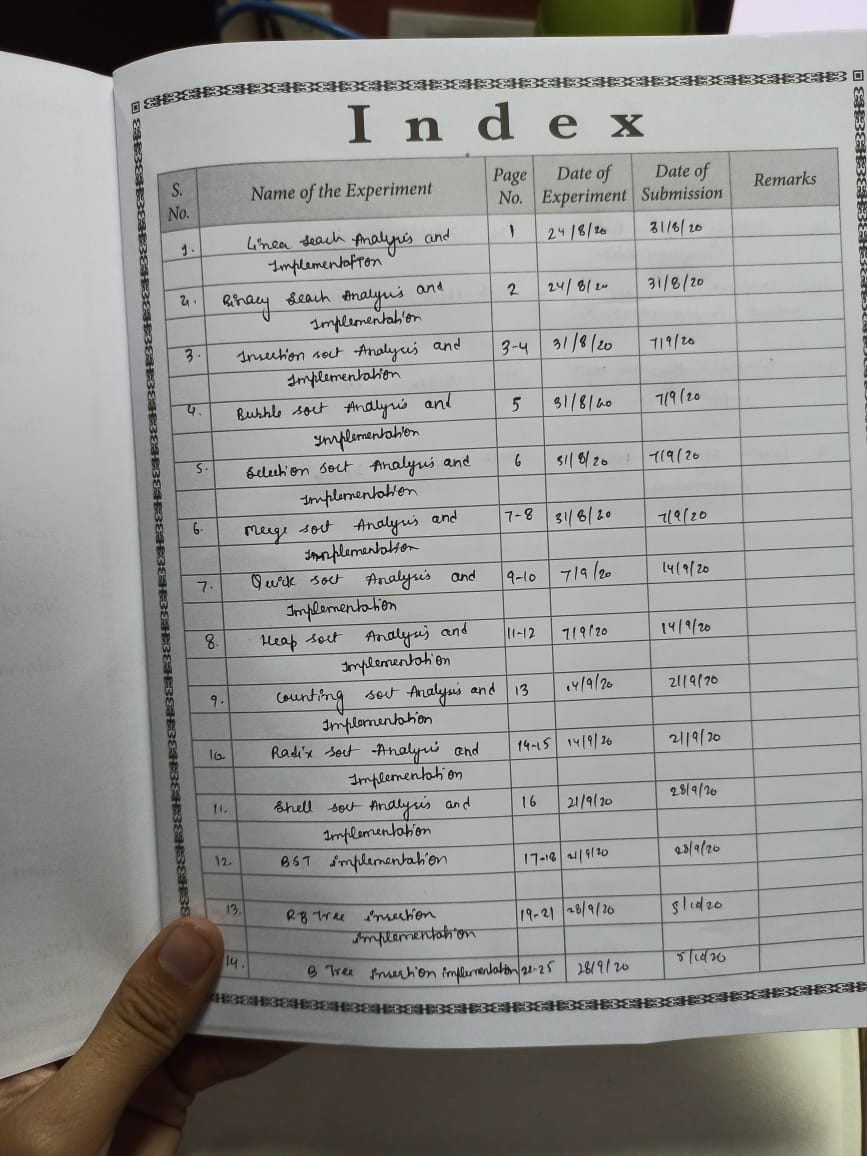 Index
S. No. Name of the Experiment Page No. Date of Experiment Date of Submission Remarks
1. Linea Seach Analysis and 1 24/8/20 31/8/20
Implementation
2. Binary Seach Analysis and 2 24/8/20 31/8/20
Implementation
3. Insection sort Analysis and 3-4 31/8/20 7/9/20
Implementation
4. Bubble sort Analysis and 5 31/8/20 7/9/20
Implementation
5. Selection sort Analysis and 6 31/8/20 7/9/20
Implementation
6. Merge sort Analysis and 7-8 31/8/20 7/9/20
Implementation
7. Quick sort Analysis and 9-10 7/9/20 14/9/20
Implementation
8. Heap sort Analysis and 11-12 7/9/20 14/9/20
Implementation
9. Counting sort Analysis and 13 14/9/20 21/9/20
Implementation
10. Radix sort Analysis and 14-15 14/9/20 21/9/20
Implementation
11. Shell sort Analysis and 16 21/9/20 28/9/20
Implementation
12. BST implementation 17-18 21/9/20 28/9/20
13. RB Tree insection 19-21 28/9/20 5/10/20
implementation
14. B Tree insection implementation 22-25 28/9/20 5/10/20